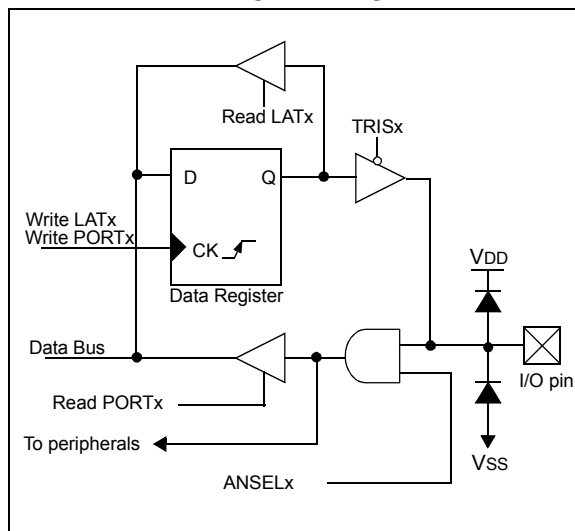 Read LATx
TRISx
D
Q
Write LATx
Write PORTx
CK
VDD
Data Register
Data Bus
I/O pin
Read PORTx
To peripherals
VSS
ANSELx